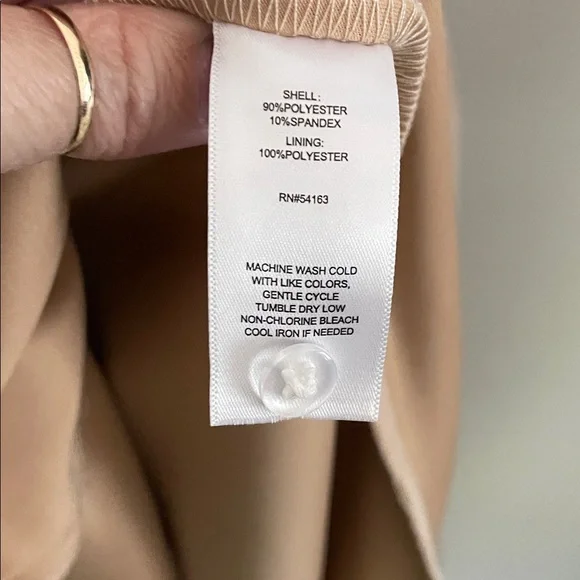 SHELL:
90%POLYESTER
10%SPANDEX
LINING:
100%POLYESTER
RN#54163
MACHINE WASH COLD
WITH LIKE COLORS,
GENTLE CYCLE
TUMBLE DRY LOW
NON-CHLORINE BLEACH
COOL IRON IF NEEDED